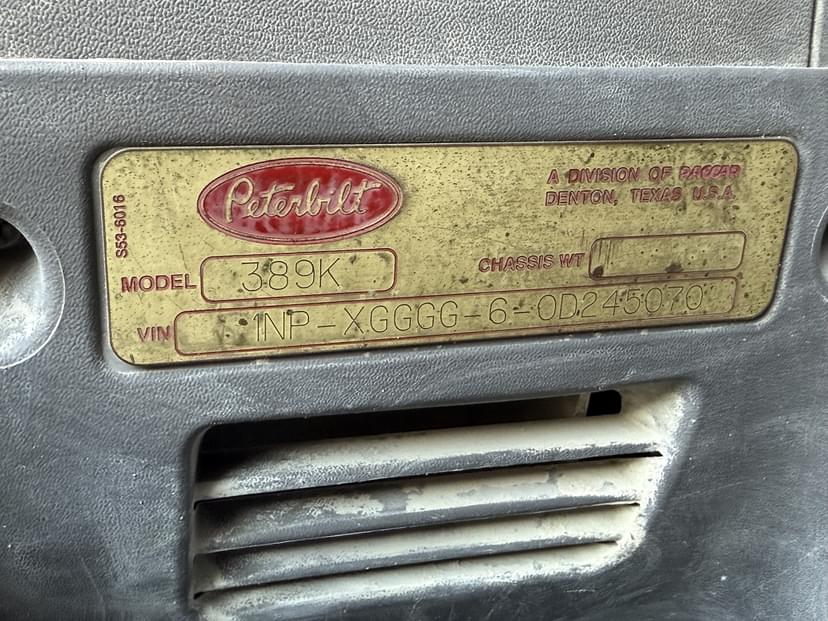 S53-6016
Peterbilt
A DIVISION OF PACCAR
DENTON, TEXAS U.S.A.
MODEL 389K
CHASSIS WT
VIN 1NP-XGGGG-6-0D245070